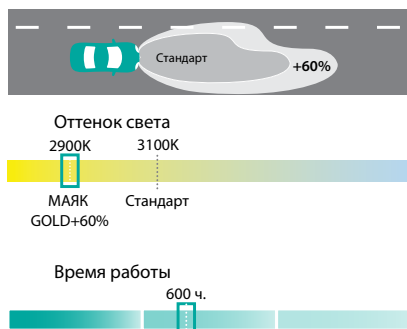 Стандарт
+60%
Оттенок света
2900K 3100K
МАЯК Стандарт
GOLD+60%
Время работы
600 ч.